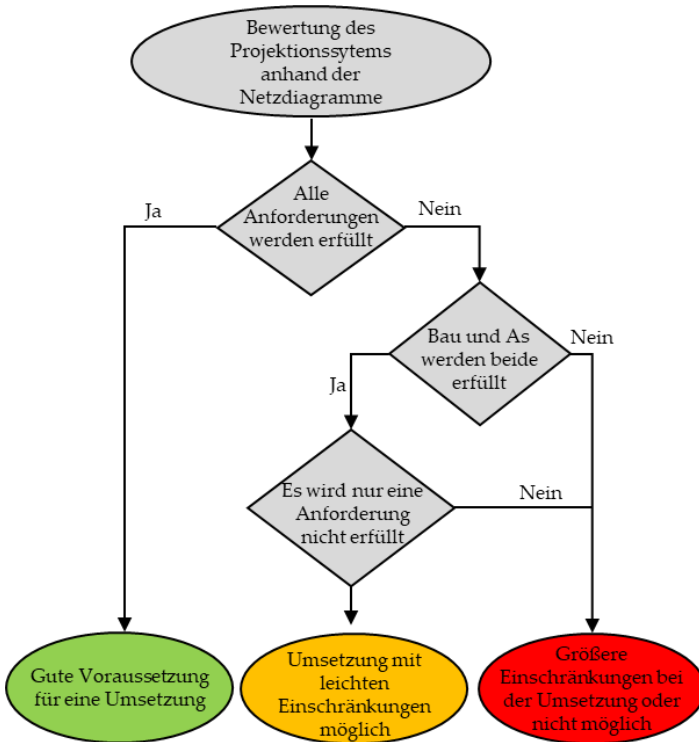 Bewertung des
Projektionssytems
anhand der
Netzdiagramme
Alle
Anforderungen
werden erfüllt
Ja
Nein
Bau und As
werden beide
erfüllt
Nein
Ja
Es wird nur eine
Anforderung
nicht erfüllt
Nein
Gute Voraussetzung
für eine Umsetzung
Umsetzung mit
leichten
Einschränkungen
möglich
Größere
Einschränkungen bei
der Umsetzung oder
nicht möglich